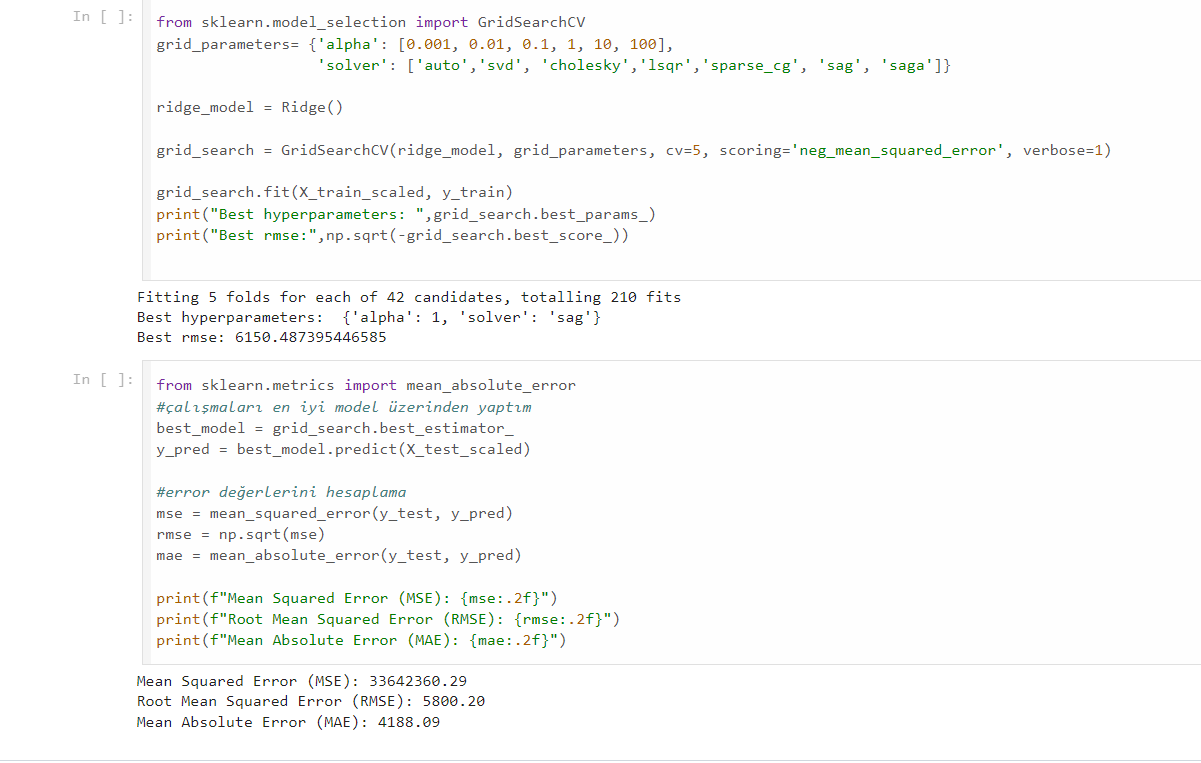 In [ ]:
from sklearn.model_selection import GridSearchCV
grid_parameters= {'alpha': [0.001, 0.01, 0.1, 1, 10, 100],
                  'solver': ['auto','svd', 'cholesky','lsqr','sparse_cg', 'sag', 'saga']}
ridge_model = Ridge()
grid_search = GridSearchCV(ridge_model, grid_parameters, cv=5, scoring='neg_mean_squared_error', verbose=1)
grid_search.fit(X_train_scaled, y_train)
print("Best hyperparameters: ",grid_search.best_params_)
print("Best rmse:",np.sqrt(-grid_search.best_score_))
Fitting 5 folds for each of 42 candidates, totalling 210 fits
Best hyperparameters:  {'alpha': 1, 'solver': 'sag'}
Best rmse: 6150.487395446585
In [ ]:
from sklearn.metrics import mean_absolute_error
#çalışmaları en iyi model üzerinden yaptım
best_model = grid_search.best_estimator_
y_pred = best_model.predict(X_test_scaled)
#error değerlerini hesaplama
mse = mean_squared_error(y_test, y_pred)
rmse = np.sqrt(mse)
mae = mean_absolute_error(y_test, y_pred)
print(f"Mean Squared Error (MSE): {mse:.2f}")
print(f"Root Mean Squared Error (RMSE): {rmse:.2f}")
print(f"Mean Absolute Error (MAE): {mae:.2f}")
Mean Squared Error (MSE): 33642360.29
Root Mean Squared Error (RMSE): 5800.20
Mean Absolute Error (MAE): 4188.09